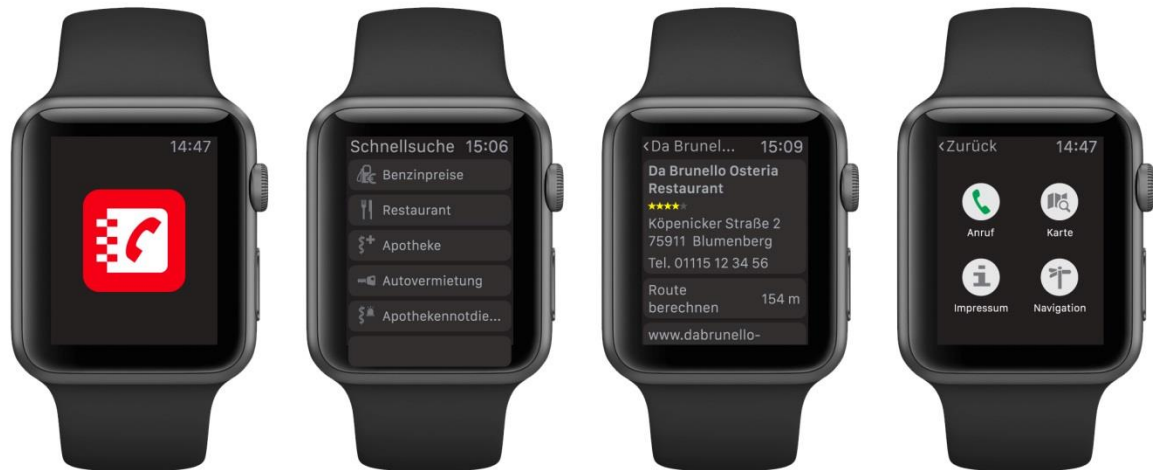 14:47
Schnellsuche 15:06
Benzinpreise
Restaurant
Apotheke
Autovermietung
Apothekennotdie...
‹Da Brunel... 15:09
Da Brunello Osteria
Restaurant
Köpenicker Straße 2
75911 Blumenberg
Tel. 01115 12 34 56
Route
berechnen 154 m
www.dabrunello-
‹Zurück 14:47
Anruf Karte
Impressum Navigation